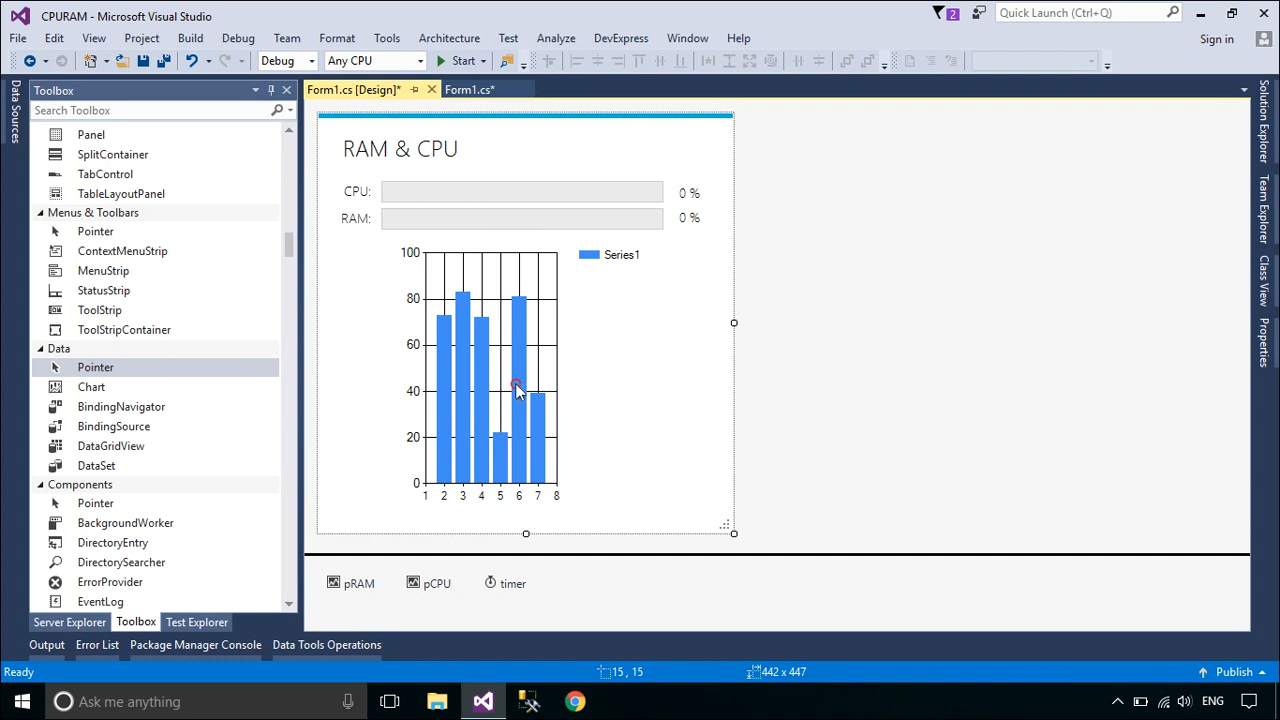 CPURAM - Microsoft Visual Studio
2
Quick Launch (Ctrl+Q)
File Edit View Project Build Debug Team Format Tools Architecture Test Analyze DevExpress Window Help
Sign in
Debug Any CPU Start
Data Sources
Toolbox
Search Toolbox
Panel
SplitContainer
TabControl
TableLayoutPanel
Menus & Toolbars
Pointer
ContextMenuStrip
MenuStrip
StatusStrip
ToolStrip
ToolStripContainer
Data
Pointer
Chart
BindingNavigator
BindingSource
DataGridView
DataSet
Components
Pointer
BackgroundWorker
DirectoryEntry
DirectorySearcher
ErrorProvider
EventLog
Server Explorer Toolbox Test Explorer
Form1.cs [Design]* Form1.cs*
RAM & CPU
CPU: 0 %
RAM: 0 %
100
80
60
40
20
0
1 2 3 4 5 6 7 8
Series1
pRAM pCPU timer
Solution Explorer
Team Explorer
Class View
Properties
Output Error List Package Manager Console Data Tools Operations
Ready 15 , 15 442 x 447 Publish
Ask me anything
ENG